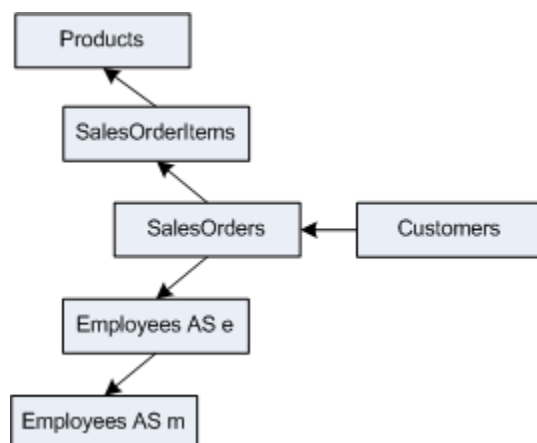 Products
SalesOrderItems
SalesOrders
Customers
Employees AS e
Employees AS m